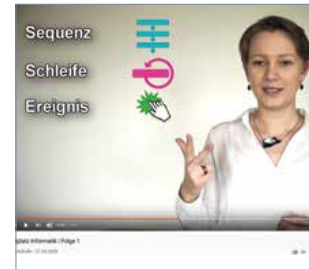 Sequenz
Schleife
Ereignis
Informatik | Folge 1